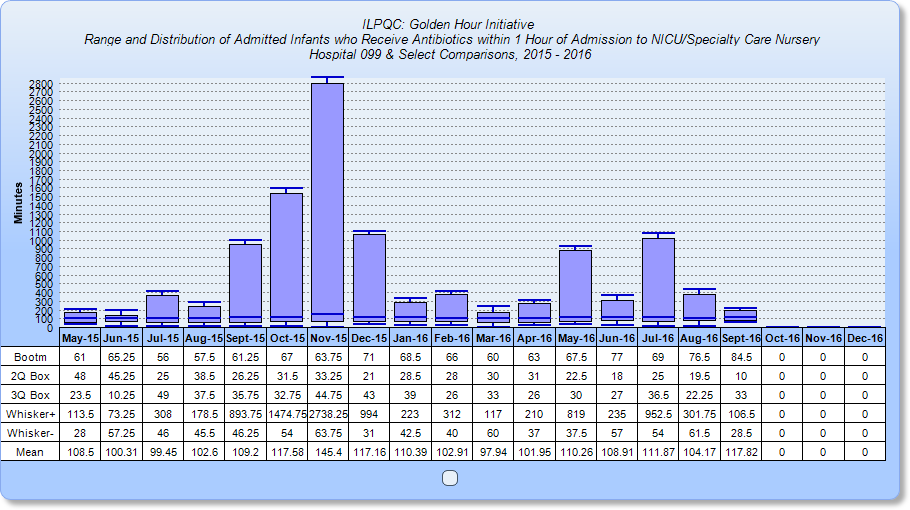 ILPQC: Golden Hour Initiative
Range and Distribution of Admitted Infants who Receive Antibiotics within 1 Hour of Admission to NICU/Specialty Care Nursery
Hospital 099 & Select Comparisons, 2015 - 2016
Minutes
2800
2700
2600
2500
2400
2300
2200
2100
2000
1900
1800
1700
1600
1500
1400
1300
1200
1100
1000
900
800
700
600
500
400
300
200
100
0
May-15 Jun-15 Jul-15 Aug-15 Sept-15 Oct-15 Nov-15 Dec-15 Jan-16 Feb-16 Mar-16 Apr-16 May-16 Jun-16 Jul-16 Aug-16 Sept-16 Oct-16 Nov-16 Dec-16
Bootm 61 65.25 56 57.5 61.25 67 63.75 71 68.5 66 60 63 67.5 77 69 76.5 84.5 0 0 0
2Q Box 48 45.25 25 38.5 26.25 31.5 33.25 21 28.5 28 30 31 22.5 18 25 19.5 10 0 0 0
3Q Box 23.5 10.25 49 37.5 35.75 32.75 44.75 43 39 26 33 26 30 27 36.5 22.25 33 0 0 0
Whisker+ 113.5 73.25 308 178.5 893.75 1474.75 2738.25 994 223 312 117 210 819 235 952.5 301.75 106.5 0 0 0
Whisker- 28 57.25 46 45.5 46.25 54 63.75 31 42.5 40 60 37 37.5 57 54 61.5 28.5 0 0 0
Mean 108.5 100.31 99.45 102.6 109.2 117.58 145.4 117.16 110.39 102.91 97.94 101.95 110.26 108.91 111.87 104.17 117.82 0 0 0